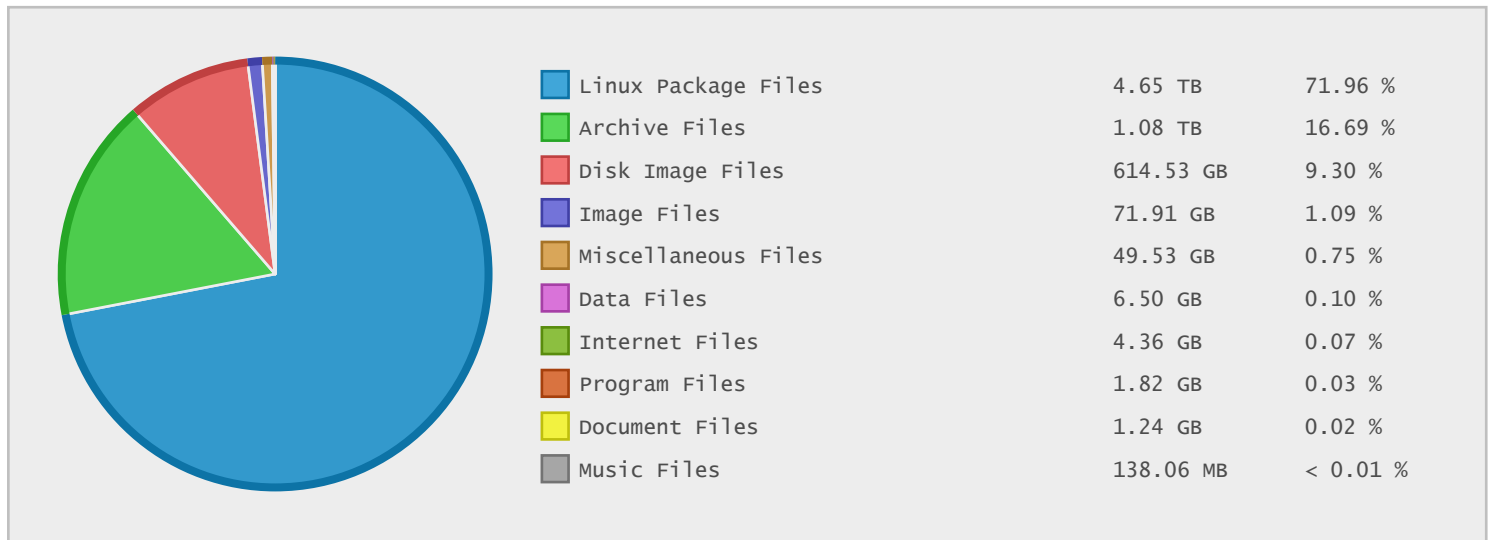 Linux Package Files 4.65 TB 71.96 %
Archive Files 1.08 TB 16.69 %
Disk Image Files 614.53 GB 9.30 %
Image Files 71.91 GB 1.09 %
Miscellaneous Files 49.53 GB 0.75 %
Data Files 6.50 GB 0.10 %
Internet Files 4.36 GB 0.07 %
Program Files 1.82 GB 0.03 %
Document Files 1.24 GB 0.02 %
Music Files 138.06 MB < 0.01 %